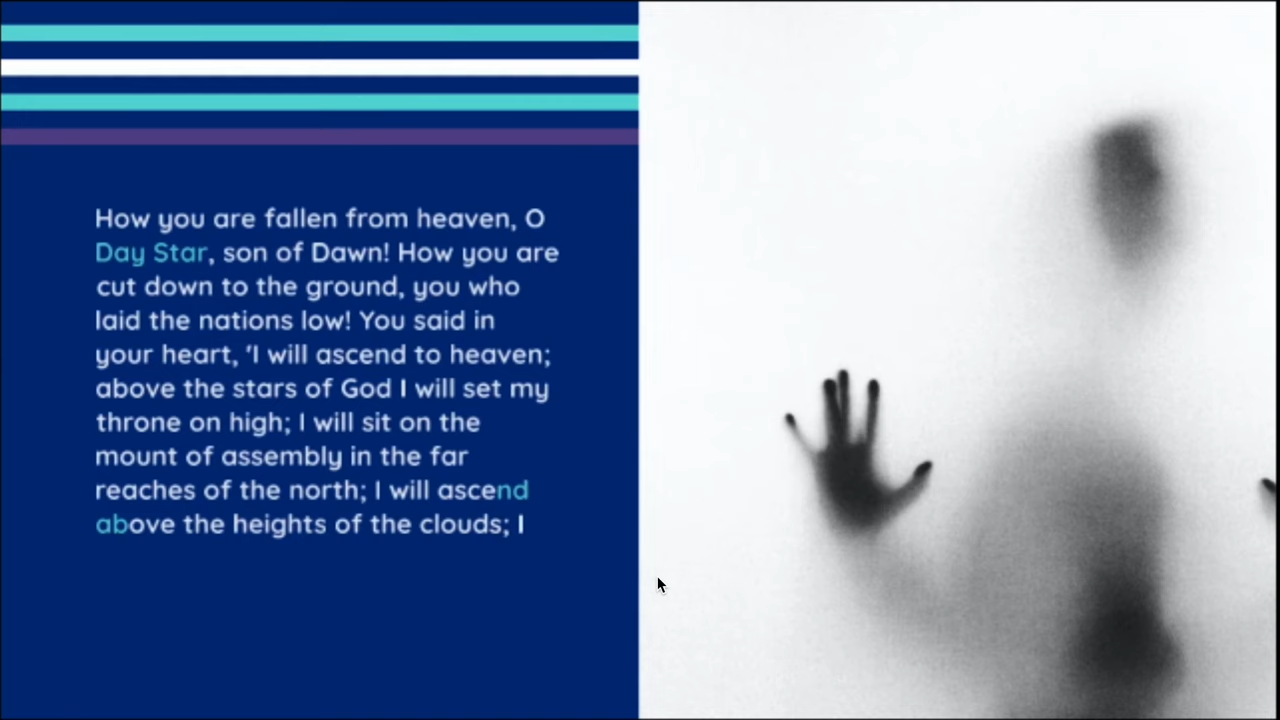 How you are fallen from heaven, O
Day Star, son of Dawn! How you are
cut down to the ground, you who
laid the nations low! You said in
your heart, 'I will ascend to heaven;
above the stars of God I will set my
throne on high; I will sit on the
mount of assembly in the far
reaches of the north; I will ascend
above the heights of the clouds; I